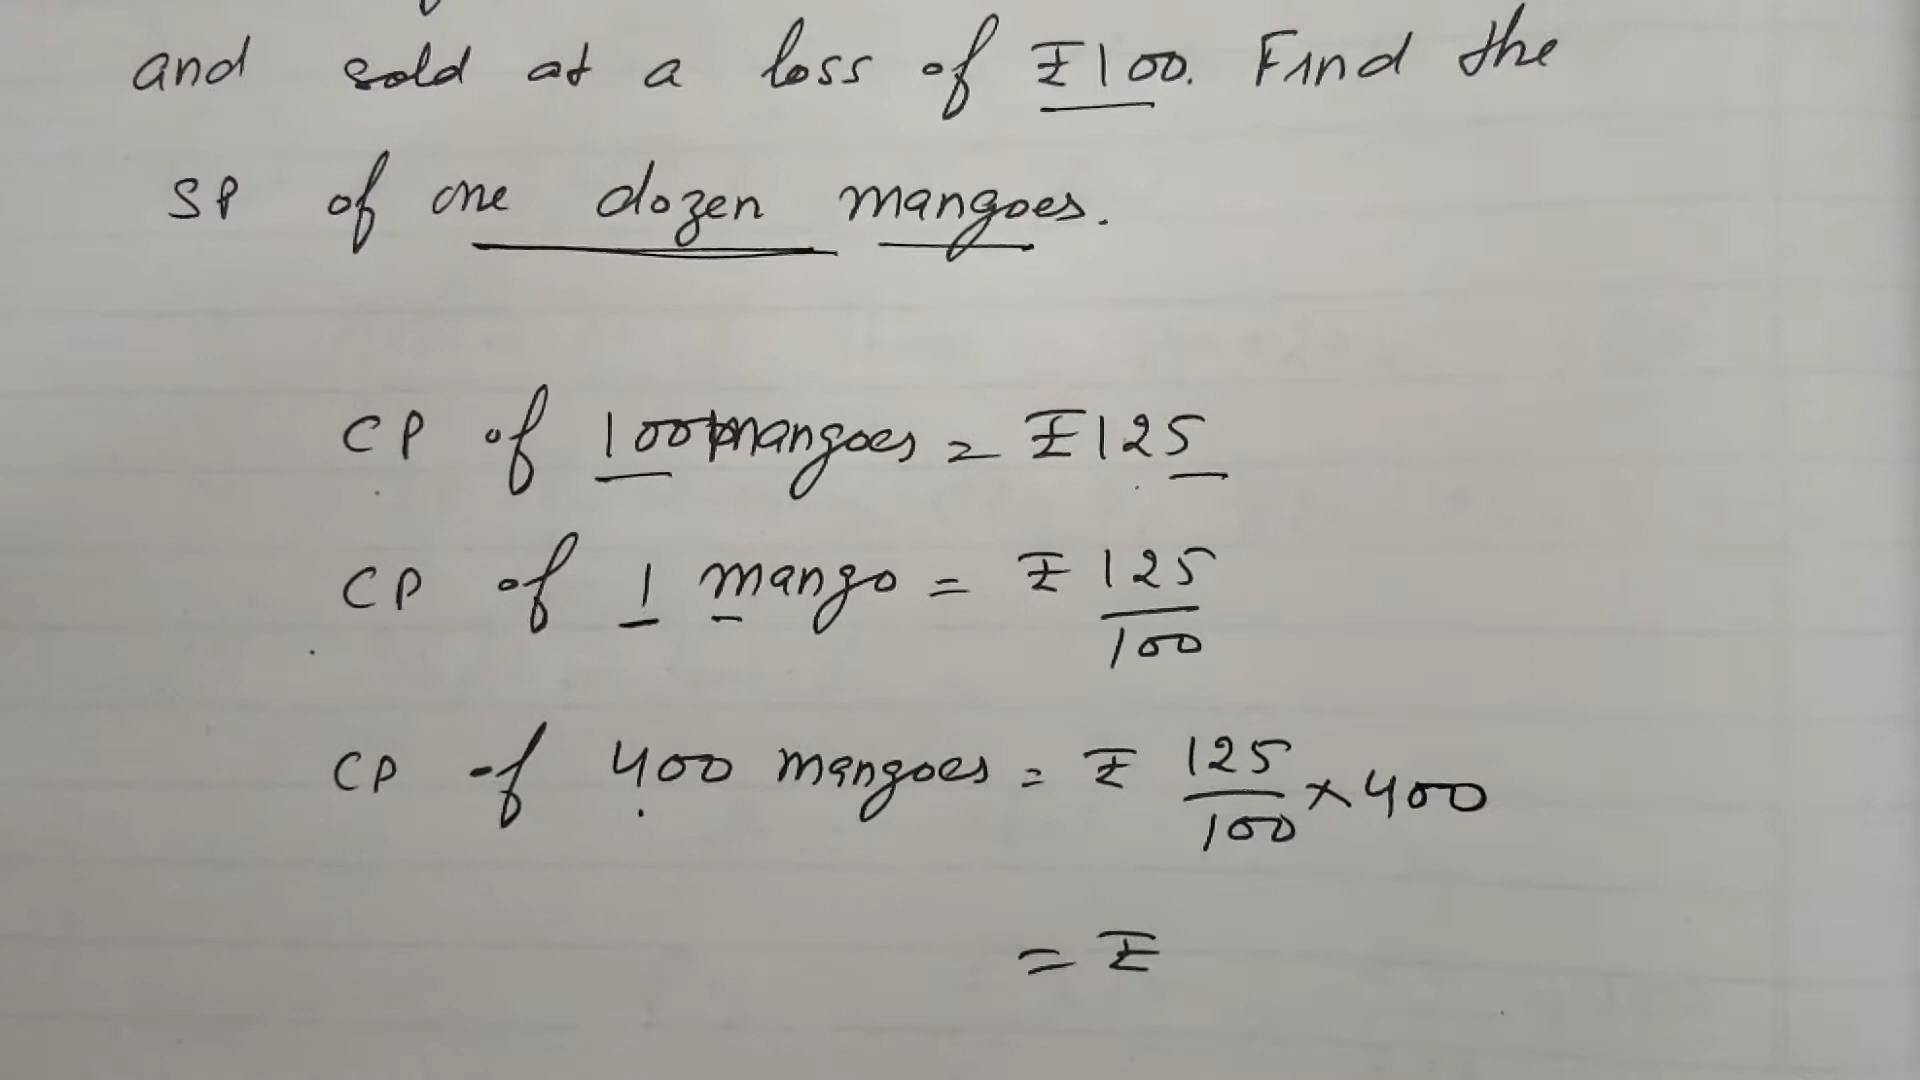 and sold at a loss of ₹100. Find the
SP of one dozen mangoes.
CP of 100 mangoes = ₹125
CP of 1 mango = ₹ 125/100
CP of 400 mangoes = ₹ 125/100 × 400
= ₹